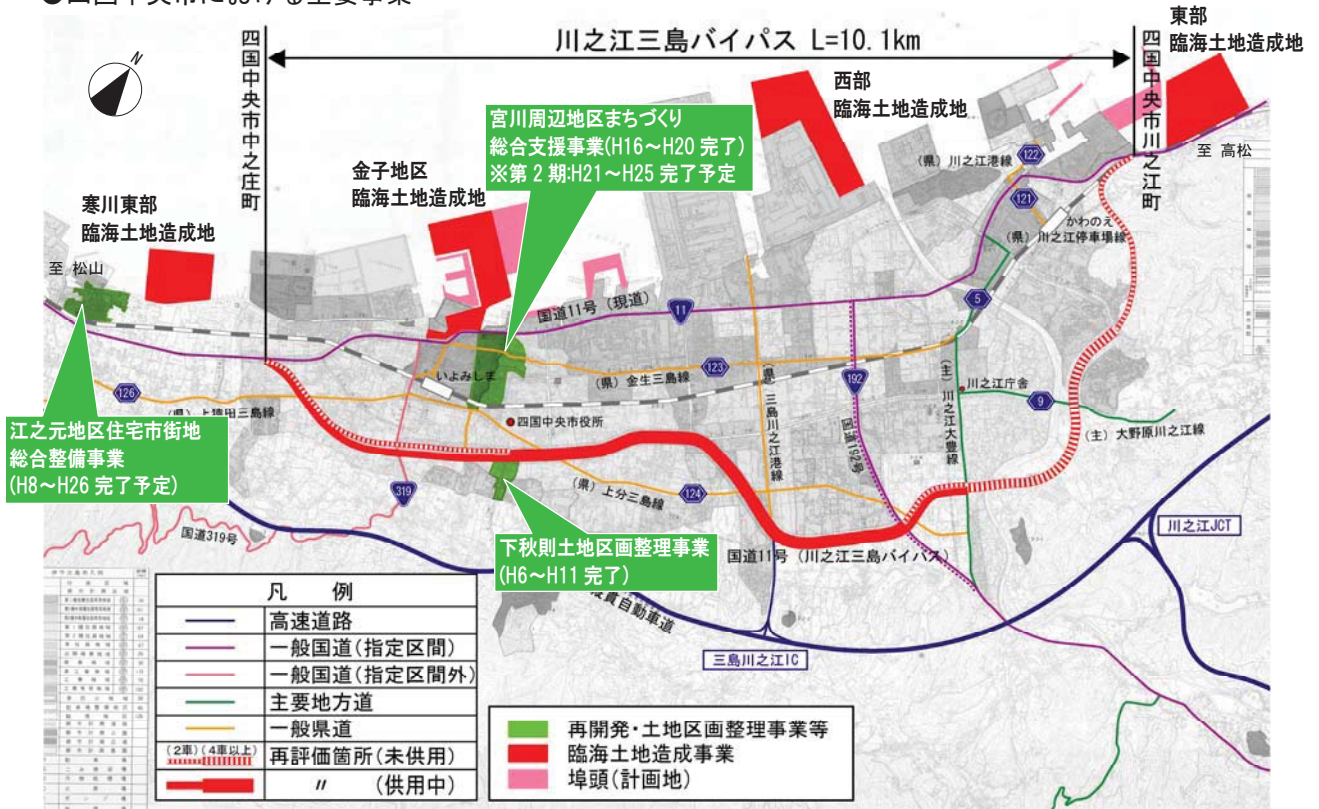 ●四国中央市における主要事業
川之江三島バイパス L=10.1km
四国中央市中之庄町
四国中央市川之江町
東部
臨海土地造成地
西部
臨海土地造成地
N
宮川周辺地区まちづくり
総合支援事業(H16～H20 完了)
※第2期:H21～H25 完了予定
金子地区
臨海土地造成地
寒川東部
臨海土地造成地
至 松山
至 高松
(県) 川之江港線
122
121
かわのえ
(県) 川之江停車場線
国道11号 (現道)
11
5
いよみしま
(県) 金生三島線
123
(県) 三島川之江港線
192
国道192号
(主) 川之江大豊線
川之江庁舎
9
(主) 大野原川之江線
126
(県) 上猿田三島線
四国中央市役所
江之元地区住宅市街地
総合整備事業
(H8～H26 完了予定)
319
国道319号
(県) 上分三島線
124
下秋則土地区画整理事業
(H6～H11 完了)
国道11号 (川之江三島バイパス)
貫自動車道
川之江JCT
三島川之江IC
凡 例
高速道路
一般国道(指定区間)
一般国道(指定区間外)
主要地方道
一般県道
(2車)(4車以上) 再評価箇所(未供用)
〃 (供用中)
再開発・土地区画整理事業等
臨海土地造成事業
埠頭(計画地)